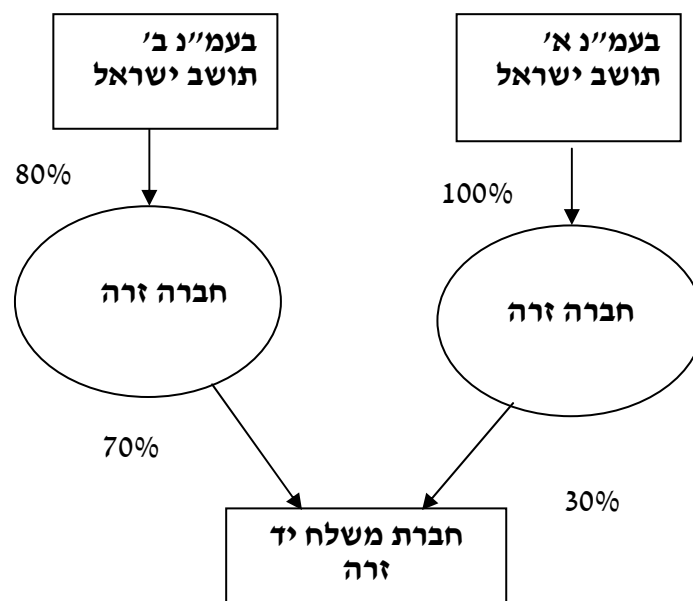 בעמ״נ א׳
תושב ישראל
בעמ״נ ב׳
תושב ישראל
100%
80%
חברה זרה
חברה זרה
30%
70%
חברת משלח יד
זרה